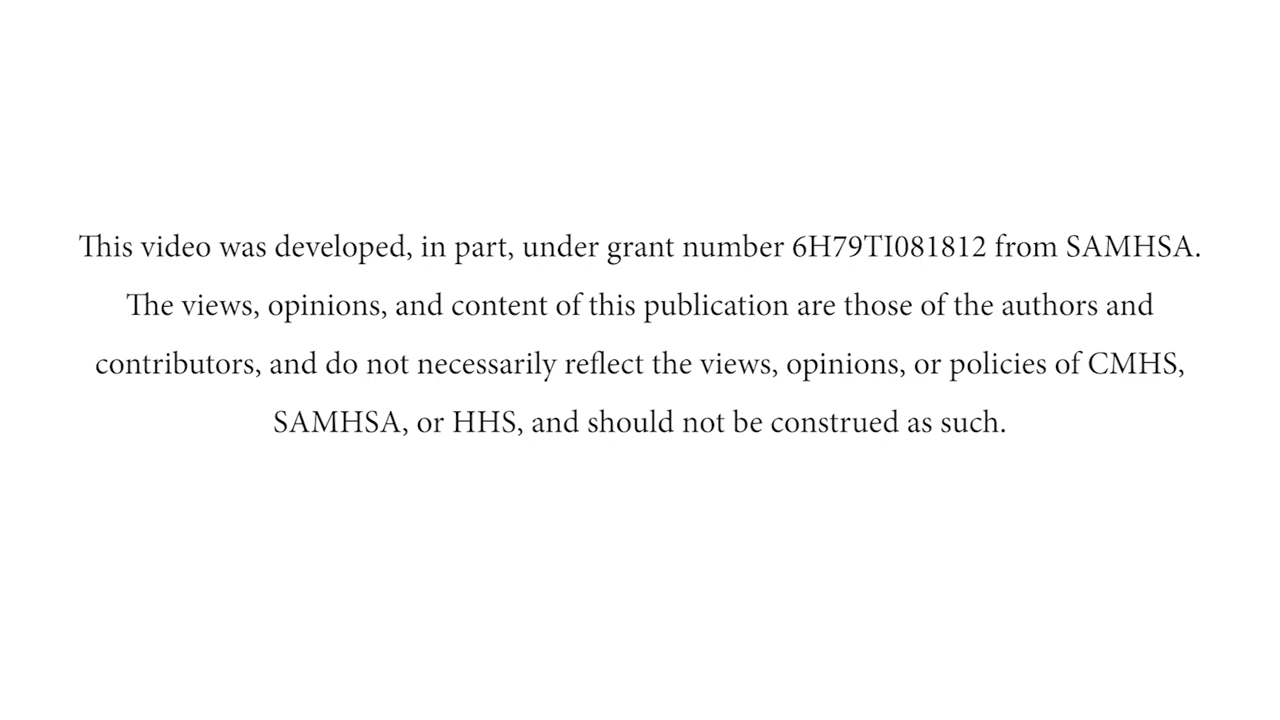 This video was developed, in part, under grant number 6H79TI081812 from SAMHSA.
The views, opinions, and content of this publication are those of the authors and
contributors, and do not necessarily reflect the views, opinions, or policies of CMHS,
SAMHSA, or HHS, and should not be construed as such.